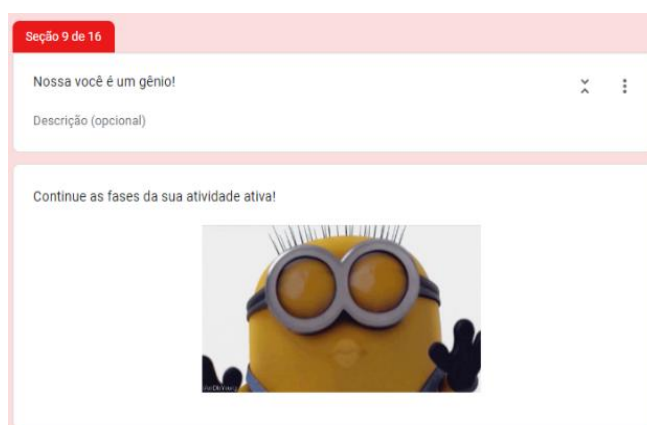 Seção 9 de 16
Nossa você é um gênio!
Descrição (opcional)
Continue as fases da sua atividade ativa!